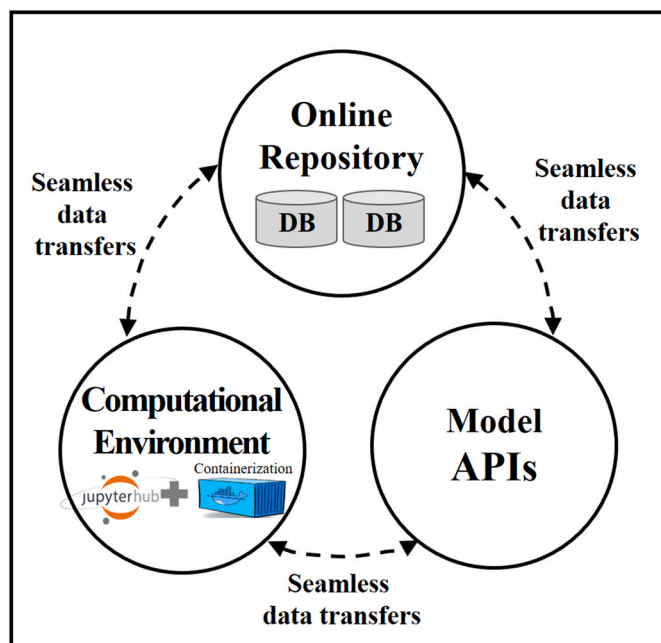 Online
Repository
DB DB
Seamless
data
transfers
Seamless
data
transfers
Computational
Environment
Containerization
jupyterhub
Model
APIs
Seamless
data transfers